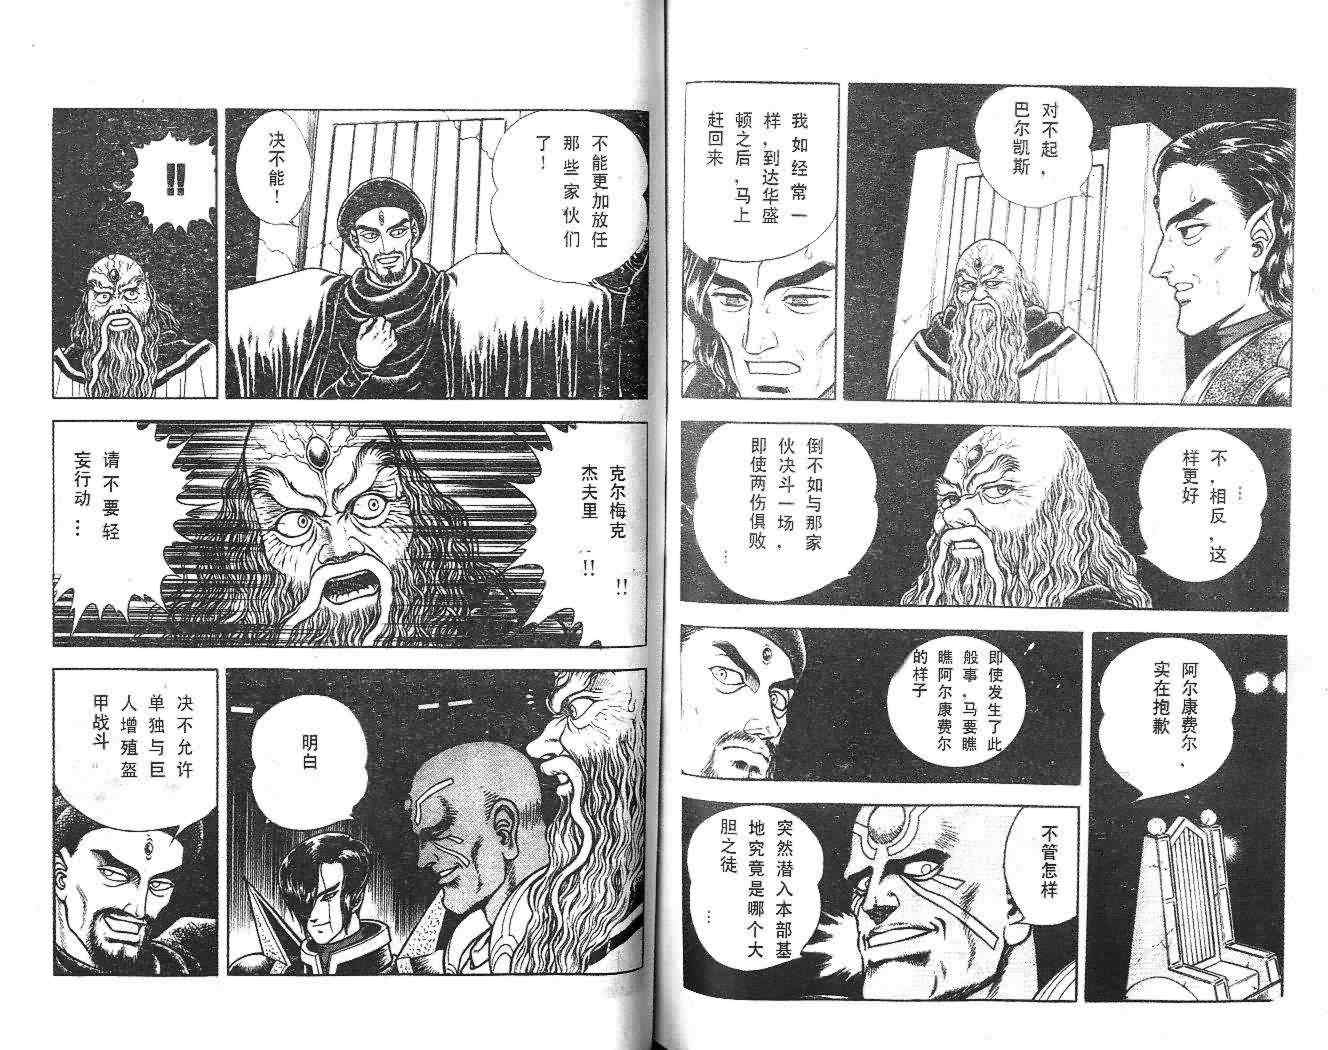 对不起，
巴尔凯斯
我如经常一
样，到达华盛
顿之后，马上
赶回来
…
不，相反，这
样更好
倒不如与那家
伙决斗一场，
即使两伤俱败
…
阿尔康费尔，
实在抱歉
即使发生了此
般事，马要瞧
瞧阿尔康费尔
的样子
不管怎样
突然潜入本部基
地究竟是哪个大
胆之徒
…
不能更加放任
那些家伙们
了！
决不能！
!!
克尔梅克 !!
杰夫里 !!
请不要轻
妄行动…
明白
决不允许
单独与巨
人增殖盔
甲战斗